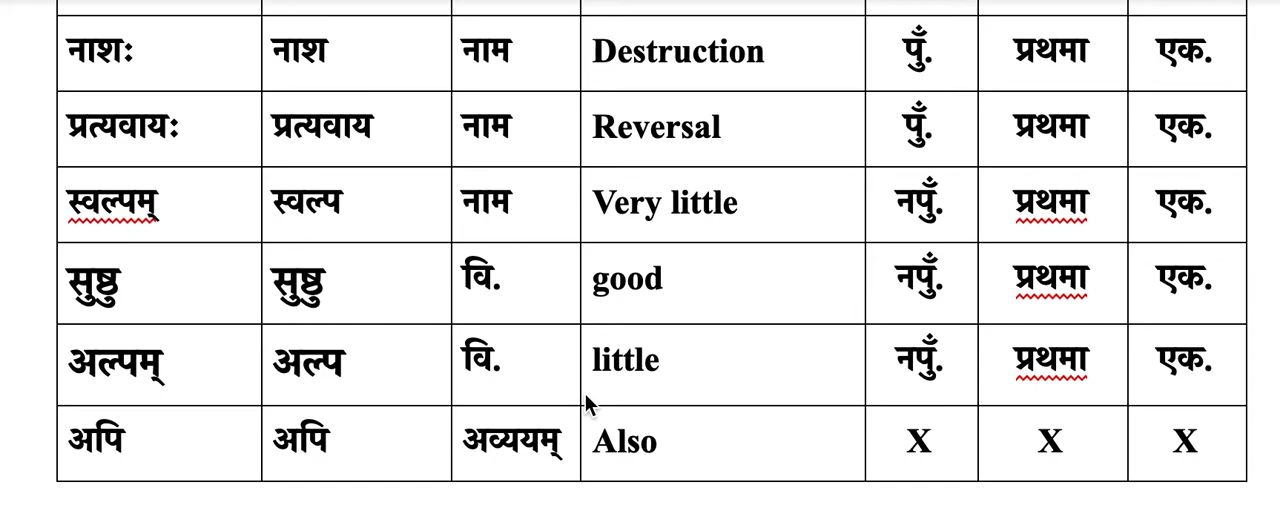 नाशः नाश नाम Destruction पुँ. प्रथमा एक.
प्रत्यवायः प्रत्यवाय नाम Reversal पुँ. प्रथमा एक.
स्वल्पम् स्वल्प नाम Very little नपुँ. प्रथमा एक.
सुष्ठु सुष्ठु वि. good नपुँ. प्रथमा एक.
अल्पम् अल्प वि. little नपुँ. प्रथमा एक.
अपि अपि अव्ययम् Also X X X